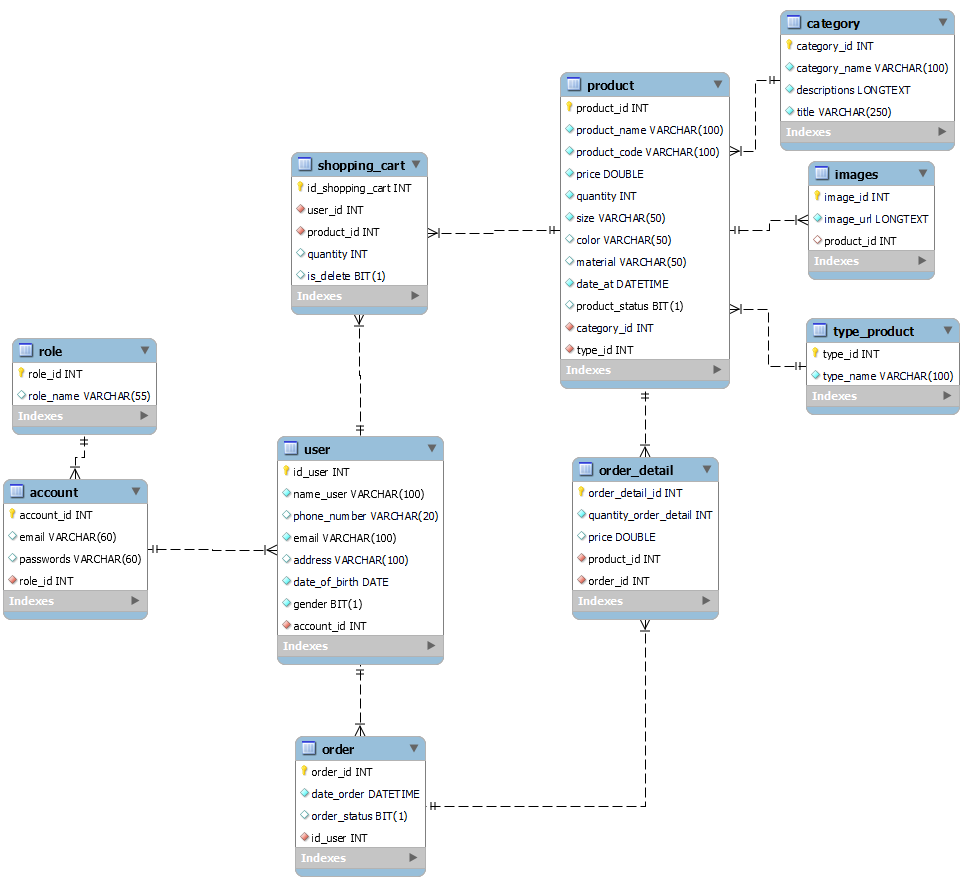 category
category_id INT
category_name VARCHAR(100)
descriptions LONGTEXT
title VARCHAR(250)
Indexes
product
product_id INT
product_name VARCHAR(100)
product_code VARCHAR(100)
price DOUBLE
quantity INT
size VARCHAR(50)
color VARCHAR(50)
material VARCHAR(50)
date_at DATETIME
product_status BIT(1)
category_id INT
type_id INT
Indexes
shopping_cart
id_shopping_cart INT
user_id INT
product_id INT
quantity INT
is_delete BIT(1)
Indexes
images
image_id INT
image_url LONGTEXT
product_id INT
Indexes
type_product
type_id INT
type_name VARCHAR(100)
Indexes
role
role_id INT
role_name VARCHAR(55)
Indexes
account
account_id INT
email VARCHAR(60)
passwords VARCHAR(60)
role_id INT
Indexes
user
id_user INT
name_user VARCHAR(100)
phone_number VARCHAR(20)
email VARCHAR(100)
address VARCHAR(100)
date_of_birth DATE
gender BIT(1)
account_id INT
Indexes
order_detail
order_detail_id INT
quantity_order_detail INT
price DOUBLE
product_id INT
order_id INT
Indexes
order
order_id INT
date_order DATETIME
order_status BIT(1)
id_user INT
Indexes